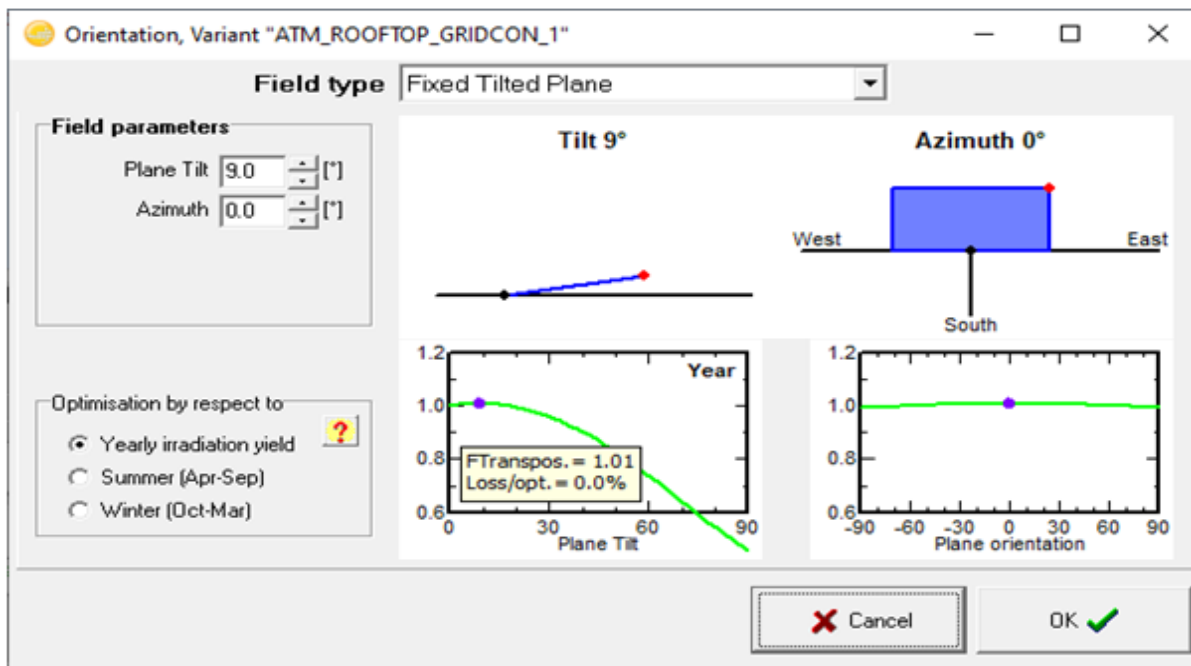 Orientation, Variant "ATM_ROOFTOP_GRIDCON_1"
Field type Fixed Tilted Plane
Field parameters
Plane Tilt 9.0 [°]
Azimuth 0.0 [°]
Tilt 9°
Azimuth 0°
West East
South
Optimisation by respect to
?
Yearly irradiation yield
Summer (Apr-Sep)
Winter (Oct-Mar)
Year
1.2
1.0
0.8
0.6
FTranspos. = 1.01
Loss/opt. = 0.0%
0 30 60 90
Plane Tilt
1.2
1.0
0.8
0.6
-90 -60 -30 0 30 60 90
Plane orientation
Cancel
OK